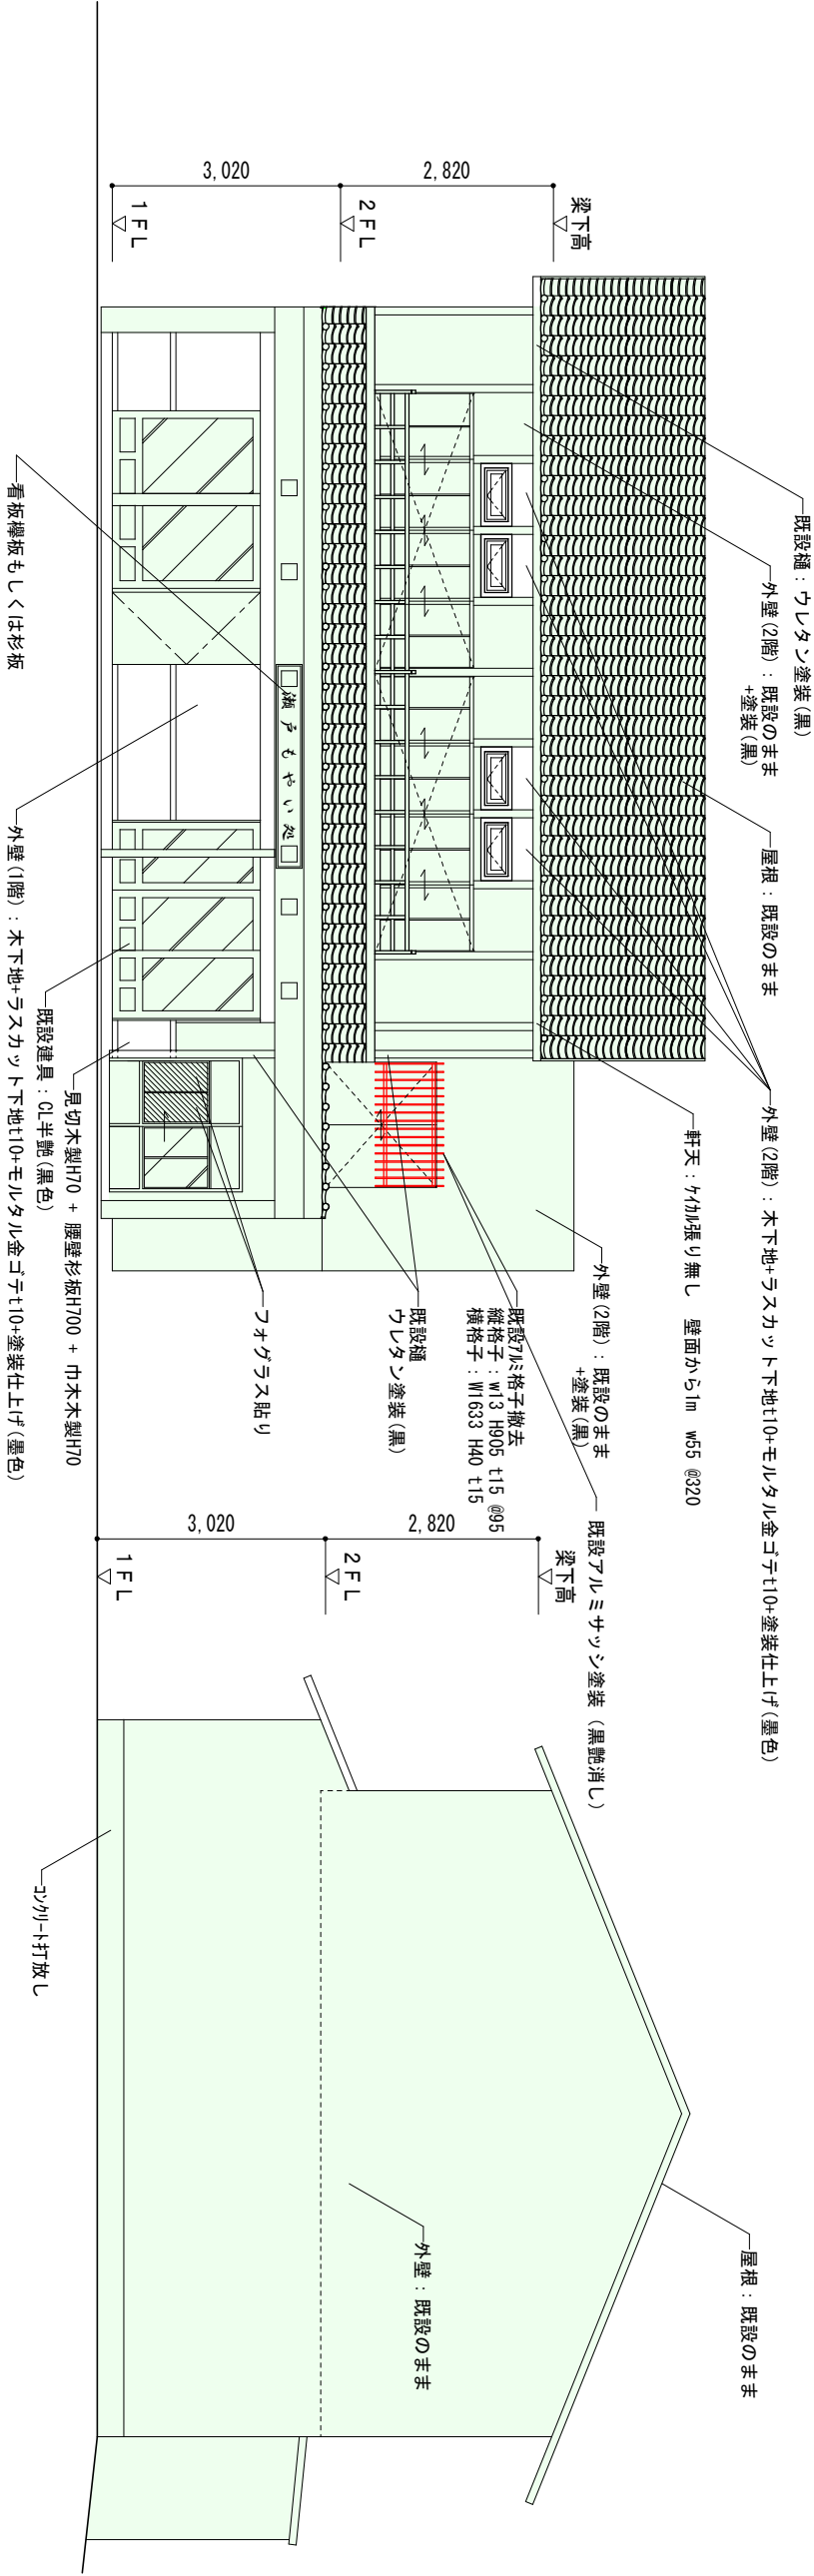 3,020
2,820
1FL
2FL
梁下高
既設樋：ウレタン塗装(黒)
外壁(2階)：既設のまま
+塗装(黒)
屋根：既設のまま
外壁(2階)：木下地+ラスカット下地t10+モルタル金ゴテt10+塗装仕上げ(墨色)
軒天：ｹｲｶﾙ張り無し 壁面から1m w55 @320
外壁(2階)：既設のまま
+塗装(黒)
既設アルミサッシ塗装（黒艶消し）
既設ｱﾙﾐ格子撤去
縦格子：w13 H905 t15 @95
横格子：W1633 H40 t15
既設樋
ウレタン塗装(黒)
フォグラス貼り
瀬戸もやい処
看板欅板もしくは杉板
見切木製H70 + 腰壁杉板H700 + 巾木木製H70
既設建具：CL半艶(黒色)
外壁(1階)：木下地+ラスカット下地t10+モルタル金ゴテt10+塗装仕上げ(墨色)
3,020
2,820
1FL
2FL
梁下高
屋根：既設のまま
外壁：既設のまま
ｺﾝｸﾘｰﾄ打放し